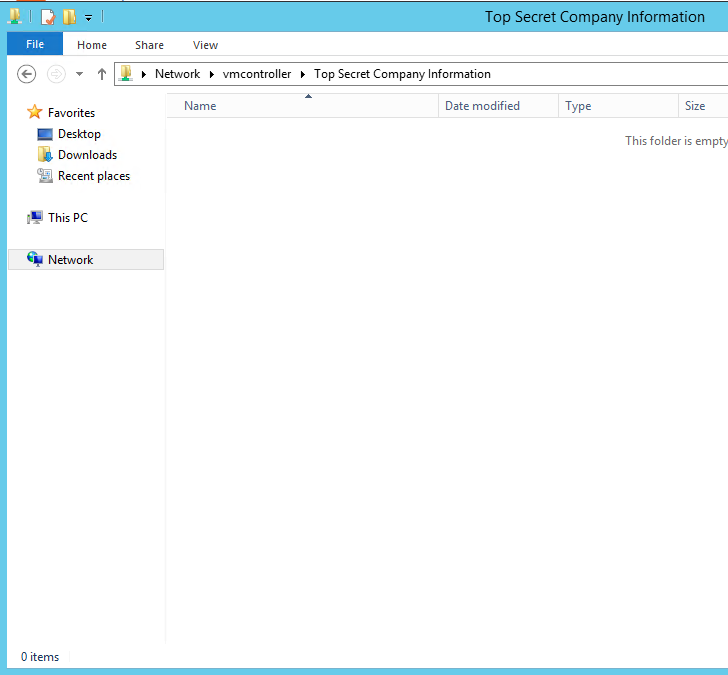 Top Secret Company Information
File Home Share View
Network vmcontroller Top Secret Company Information
Name Date modified Type Size
Favorites
This folder is empty
Desktop
Downloads
Recent places
This PC
Network
0 items